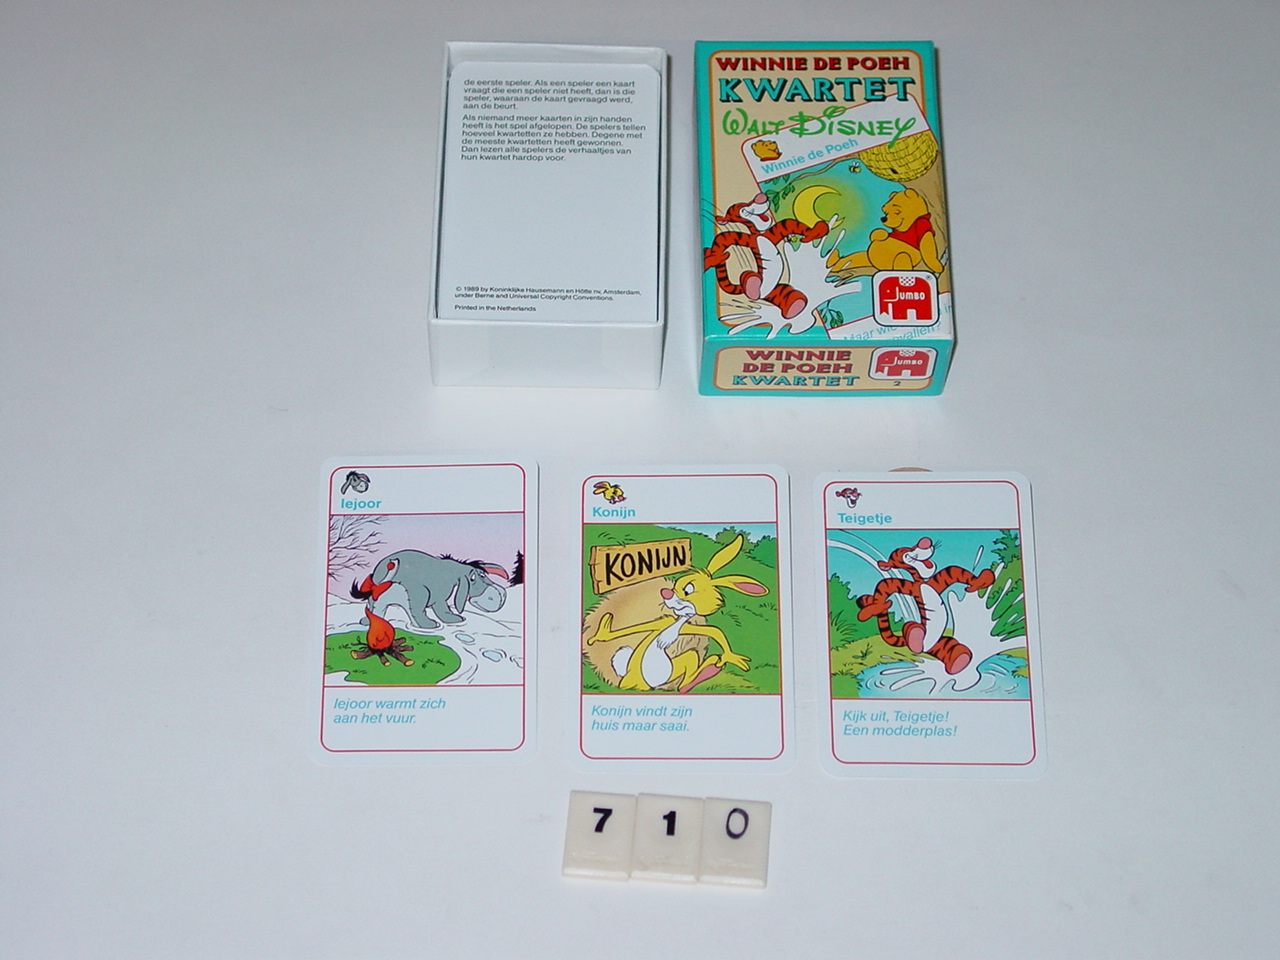 de eerste speler. Als een speler een kaart
vraagt die een speler niet heeft, dan is die
speler, waaraan de kaart gevraagd werd,
aan de beurt.
Als niemand meer kaarten in zijn handen
heeft is het spel afgelopen. De spelers tellen
hoeveel kwartetten ze hebben. Degene met
de meeste kwartetten heeft gewonnen.
Dan lezen alle spelers de verhaaltjes van
hun kwartet hardop voor.
© 1989 by Koninklijke Hausemann en Hötte nv, Amsterdam,
under Berne and Universal Copyright Conventions.
Printed in the Netherlands
WINNIE DE POEH
KWARTET
WALT DISNEY
Winnie de Poeh
JUMBO
Maar wie
WINNIE
DE POEH
KWARTET
JUMBO
2
Iejoor
Iejoor warmt zich
aan het vuur.
Konijn
KONIJN
Konijn vindt zijn
huis maar saai.
Teigetje
Kijk uit, Teigetje!
Een modderplas!
7 1 0